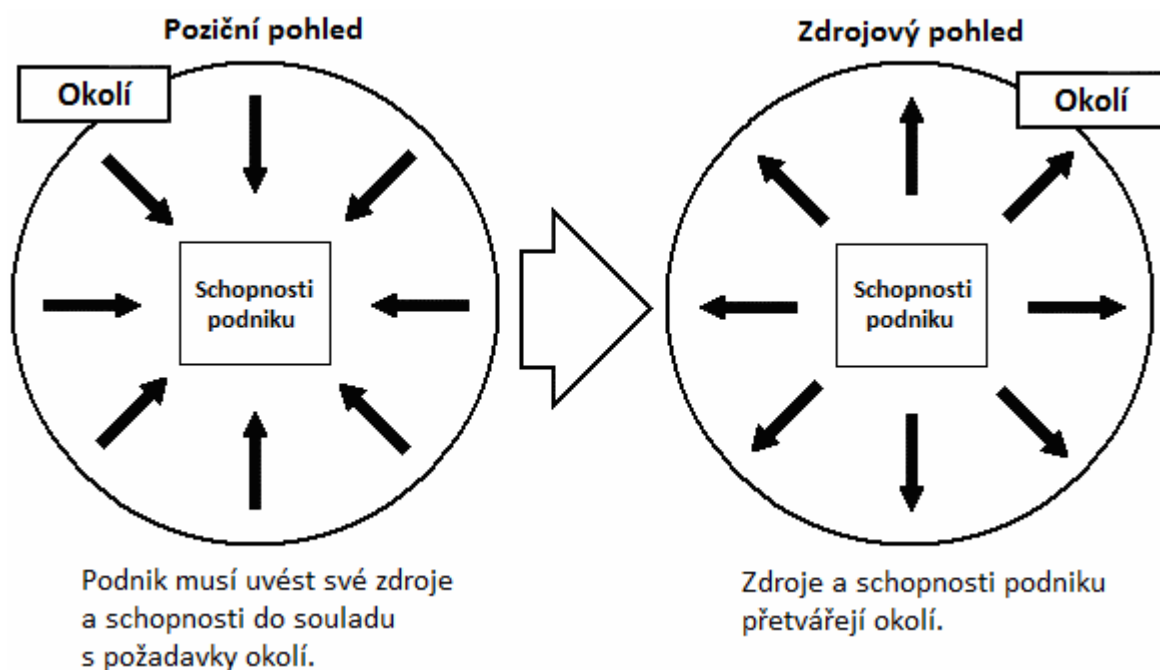 Poziční pohled
Okolí
Schopnosti
podniku
Podnik musí uvést své zdroje
a schopnosti do souladu
s požadavky okolí.
Zdrojový pohled
Okolí
Schopnosti
podniku
Zdroje a schopnosti podniku
přetvářejí okolí.